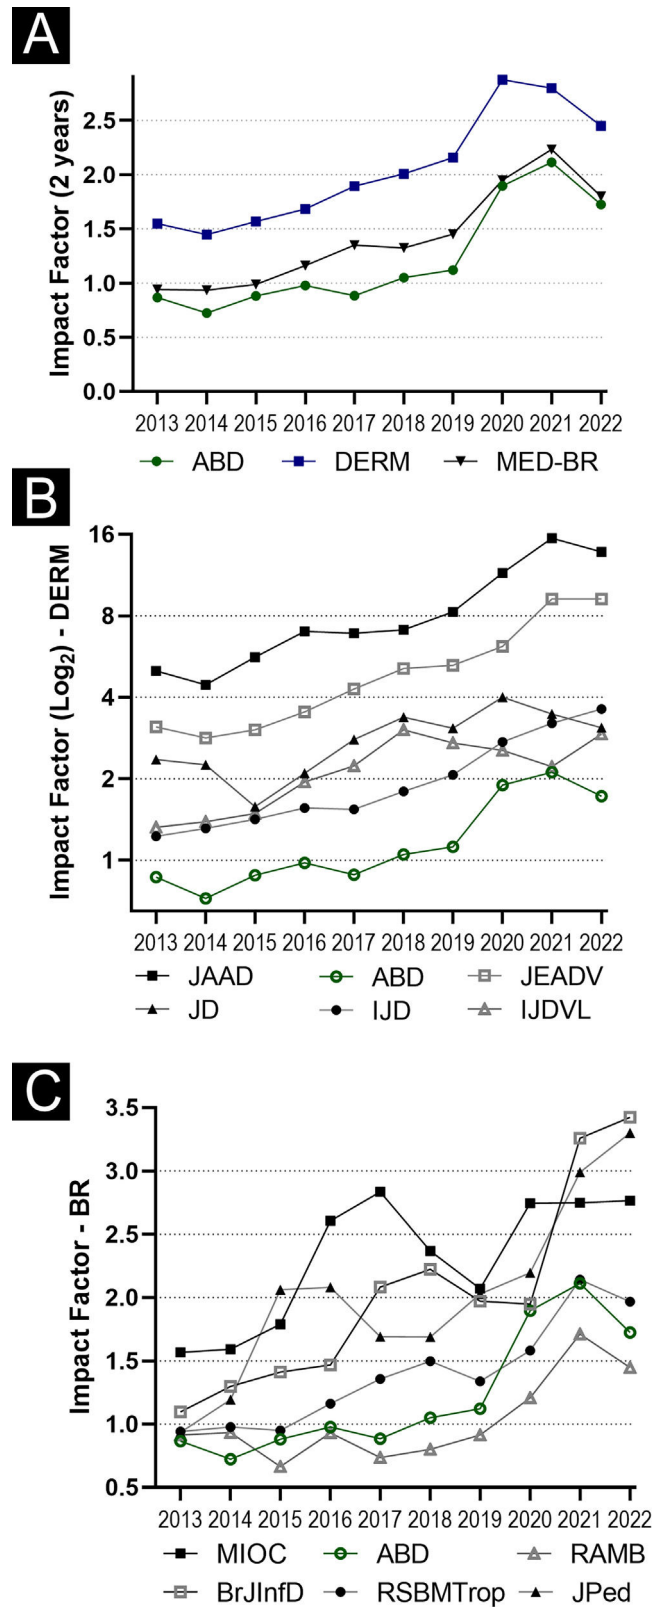 A
Impact Factor (2 years)
2.5
2.0
1.5
1.0
0.5
0.0
2013 2014 2015 2016 2017 2018 2019 2020 2021 2022
ABD DERM MED-BR
B
Impact Factor (Log2) - DERM
16
8
4
2
1
2013 2014 2015 2016 2017 2018 2019 2020 2021 2022
JAAD ABD JEADV
JD IJD IJDVL
C
Impact Factor - BR
3.5
3.0
2.5
2.0
1.5
1.0
0.5
2013 2014 2015 2016 2017 2018 2019 2020 2021 2022
MIOC ABD RAMB
BrJInfD RSBMTrop JPed